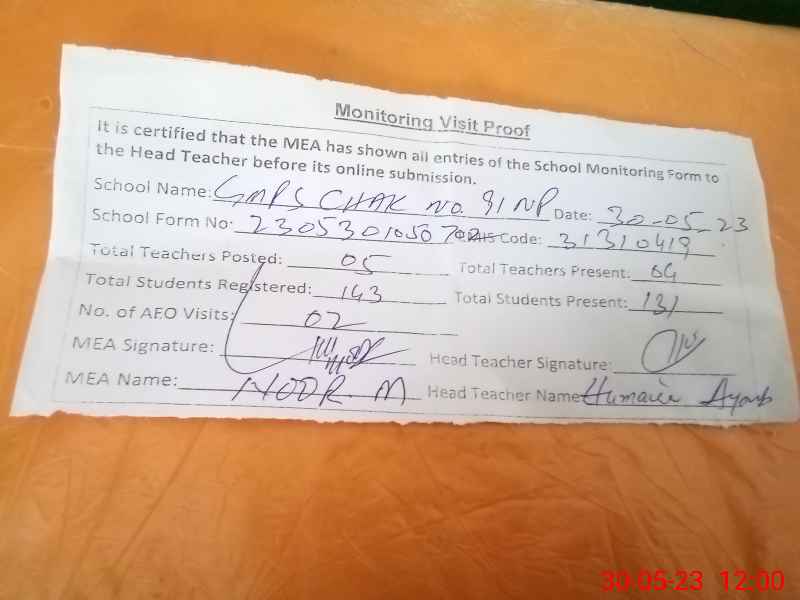 Monitoring Visit Proof
It is certified that the MEA has shown all entries of the School Monitoring Form to
the Head Teacher before its online submission.
School Name: GMPS CHAK NO. 91 NP Date: 30-05-23
School Form No: Code: 31310419
Total Teachers Posted: 05 Total Teachers Present: 04
Total Students Registered: 143 Total Students Present: 131
No. of AEO Visits: 02
MEA Signature: Head Teacher Signature:
MEA Name: NOOR. M Head Teacher Name Humaira Ayoub
30-05-23 12:00